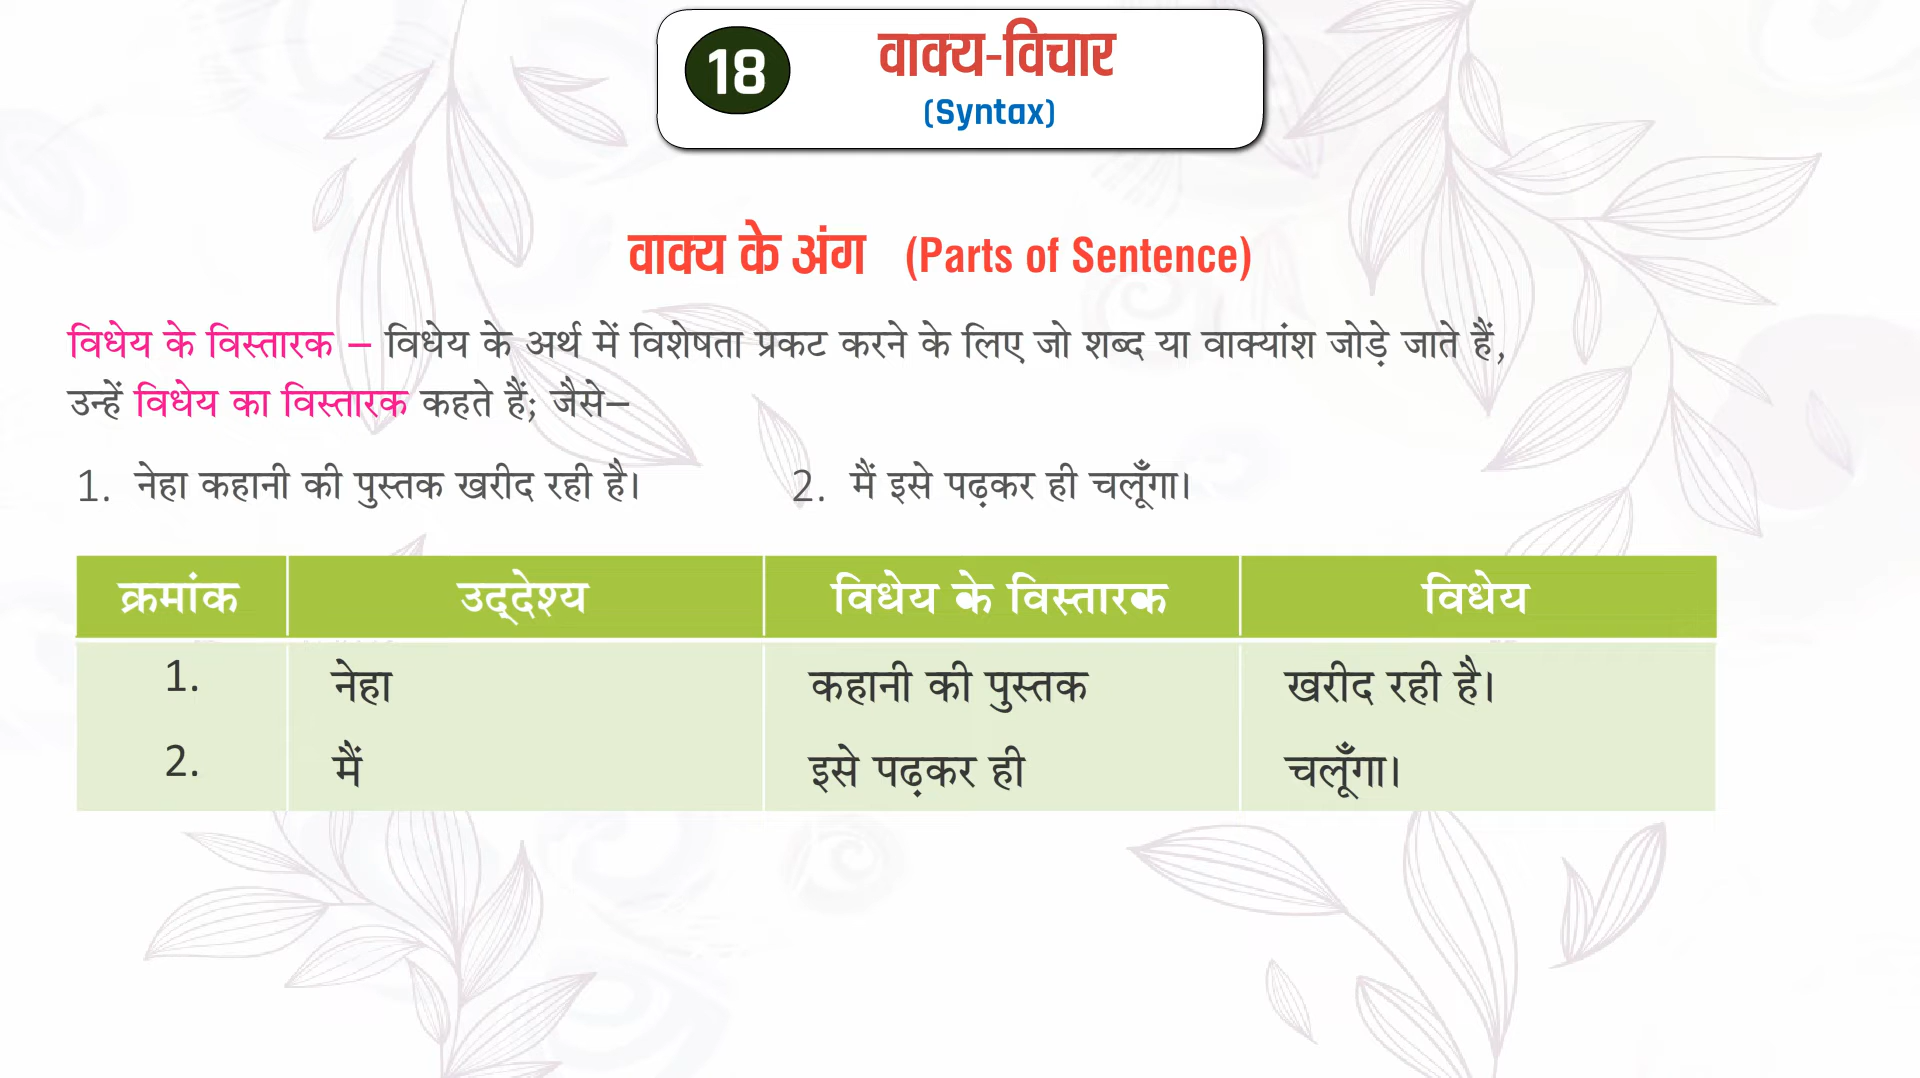 18
वाक्य-विचार
(Syntax)
वाक्य के अंग (Parts of Sentence)
विधेय के विस्तारक – विधेय के अर्थ में विशेषता प्रकट करने के लिए जो शब्द या वाक्यांश जोड़े जाते हैं,
उन्हें विधेय का विस्तारक कहते हैं; जैसे–
1. नेहा कहानी की पुस्तक खरीद रही है। 2. मैं इसे पढ़कर ही चलूँगा।
क्रमांक उद्‌देश्य विधेय के विस्तारक विधेय
1. नेहा कहानी की पुस्तक खरीद रही है।
2. मैं इसे पढ़कर ही चलूँगा।